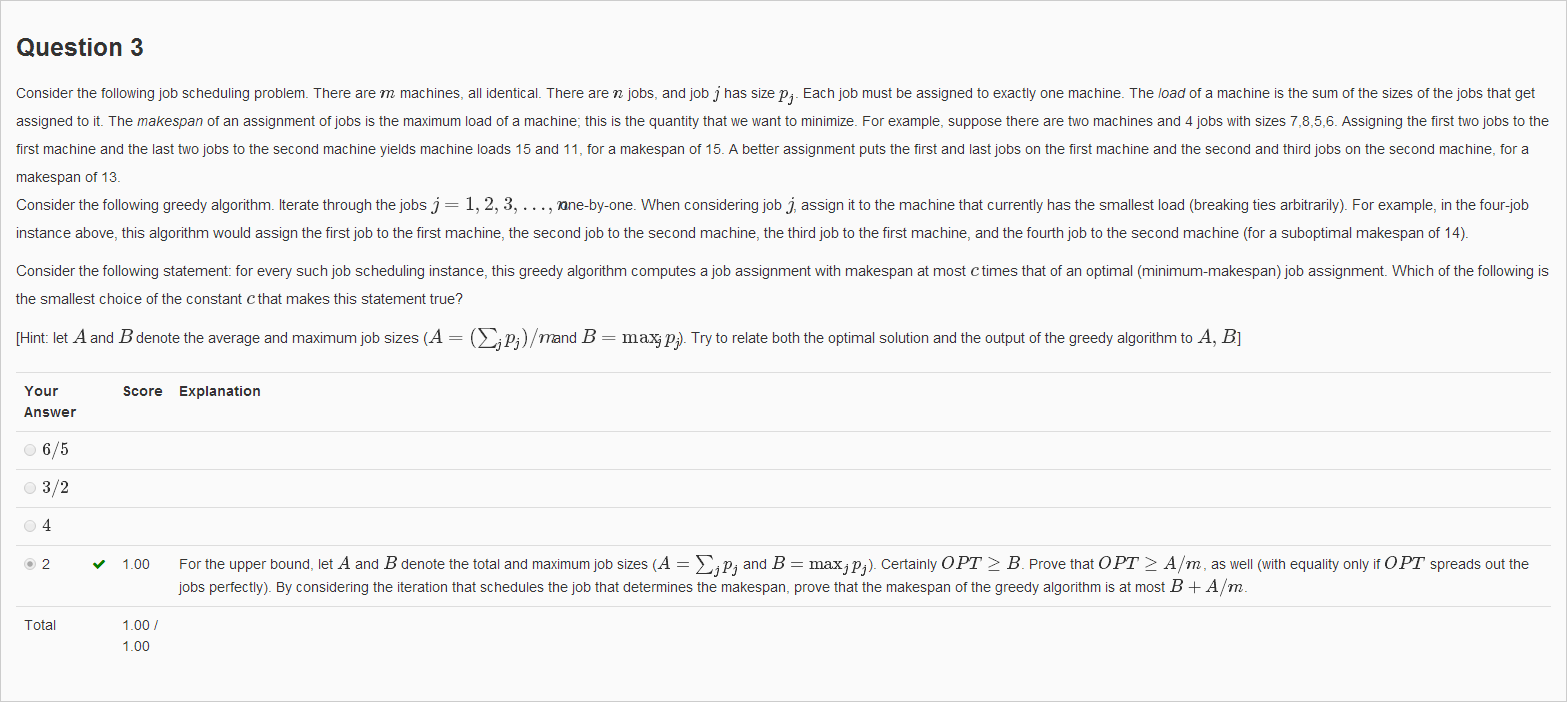 Question 3
Consider the following job scheduling problem. There are m machines, all identical. There are n jobs, and job j has size p_j. Each job must be assigned to exactly one machine. The load of a machine is the sum of the sizes of the jobs that get
assigned to it. The makespan of an assignment of jobs is the maximum load of a machine; this is the quantity that we want to minimize. For example, suppose there are two machines and 4 jobs with sizes 7,8,5,6. Assigning the first two jobs to the
first machine and the last two jobs to the second machine yields machine loads 15 and 11, for a makespan of 15. A better assignment puts the first and last jobs on the first machine and the second and third jobs on the second machine, for a
makespan of 13.
Consider the following greedy algorithm. Iterate through the jobs j = 1, 2, 3, . . . , n one-by-one. When considering job j, assign it to the machine that currently has the smallest load (breaking ties arbitrarily). For example, in the four-job
instance above, this algorithm would assign the first job to the first machine, the second job to the second machine, the third job to the first machine, and the fourth job to the second machine (for a suboptimal makespan of 14).
Consider the following statement: for every such job scheduling instance, this greedy algorithm computes a job assignment with makespan at most c times that of an optimal (minimum-makespan) job assignment. Which of the following is
the smallest choice of the constant c that makes this statement true?
[Hint: let A and B denote the average and maximum job sizes (A = (∑_j p_j)/m and B = max_j p_j). Try to relate both the optimal solution and the output of the greedy algorithm to A, B]
Your Answer Score Explanation
6/5
3/2
4
2 ✔ 1.00 For the upper bound, let A and B denote the total and maximum job sizes (A = ∑_j p_j and B = max_j p_j). Certainly OPT ≥ B. Prove that OPT ≥ A/m, as well (with equality only if OPT spreads out the
jobs perfectly). By considering the iteration that schedules the job that determines the makespan, prove that the makespan of the greedy algorithm is at most B + A/m.
Total 1.00 /
1.00